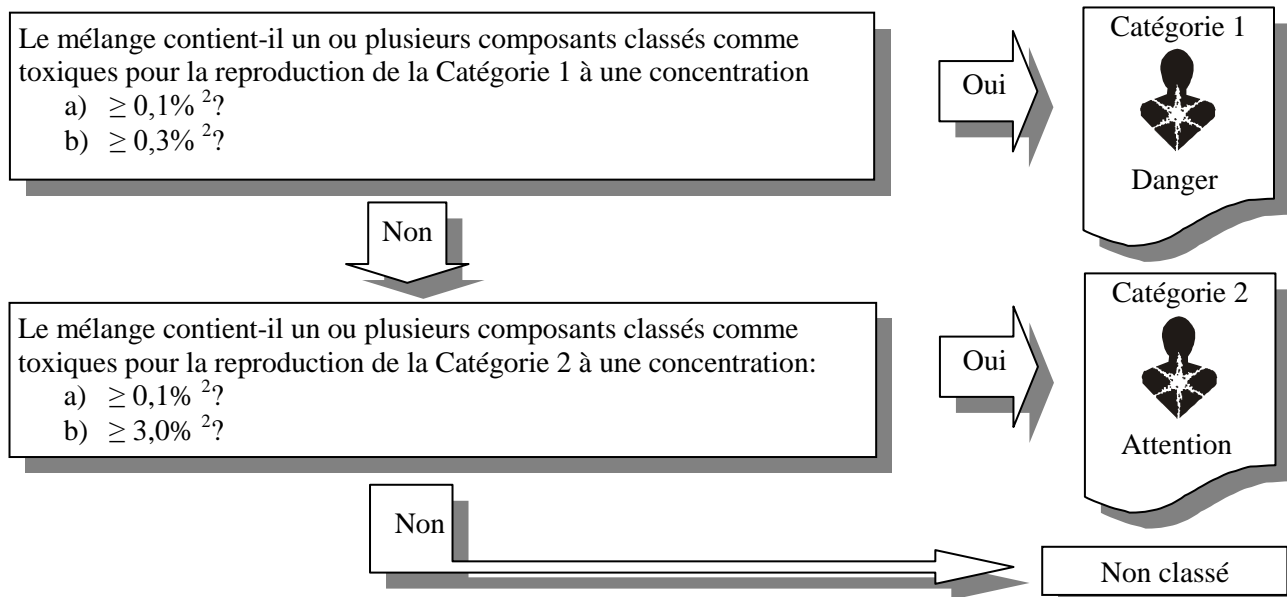 Le mélange contient-il un ou plusieurs composants classés comme
toxiques pour la reproduction de la Catégorie 1 à une concentration
a) ≥ 0,1% ²?
b) ≥ 0,3% ²?
Oui
Catégorie 1
Danger
Non
Le mélange contient-il un ou plusieurs composants classés comme
toxiques pour la reproduction de la Catégorie 2 à une concentration:
a) ≥ 0,1% ²?
b) ≥ 3,0% ²?
Oui
Catégorie 2
Attention
Non
Non classé